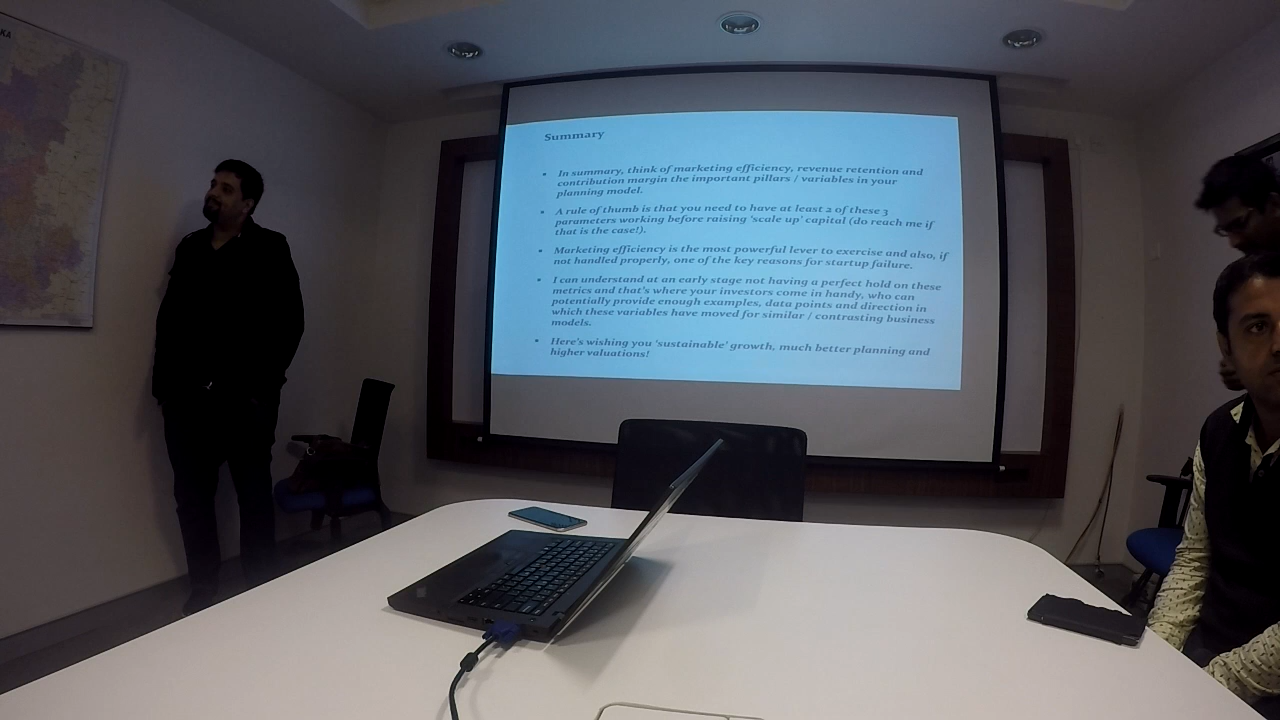 KA
Summary
In summary, think of marketing efficiency, revenue retention and
contribution margin the important pillars / variables in your
planning model.
A rule of thumb is that you need to have at least 2 of these 3
parameters working before raising 'scale up' capital (do reach me if
that is the case!).
Marketing efficiency is the most powerful lever to exercise and also, if
not handled properly, one of the key reasons for startup failure.
I can understand at an early stage not having a perfect hold on these
metrics and that's where your investors come in handy, who can
potentially provide enough examples, data points and direction in
which these variables have moved for similar / contrasting business
models.
Here's wishing you 'sustainable' growth, much better planning and
higher valuations!